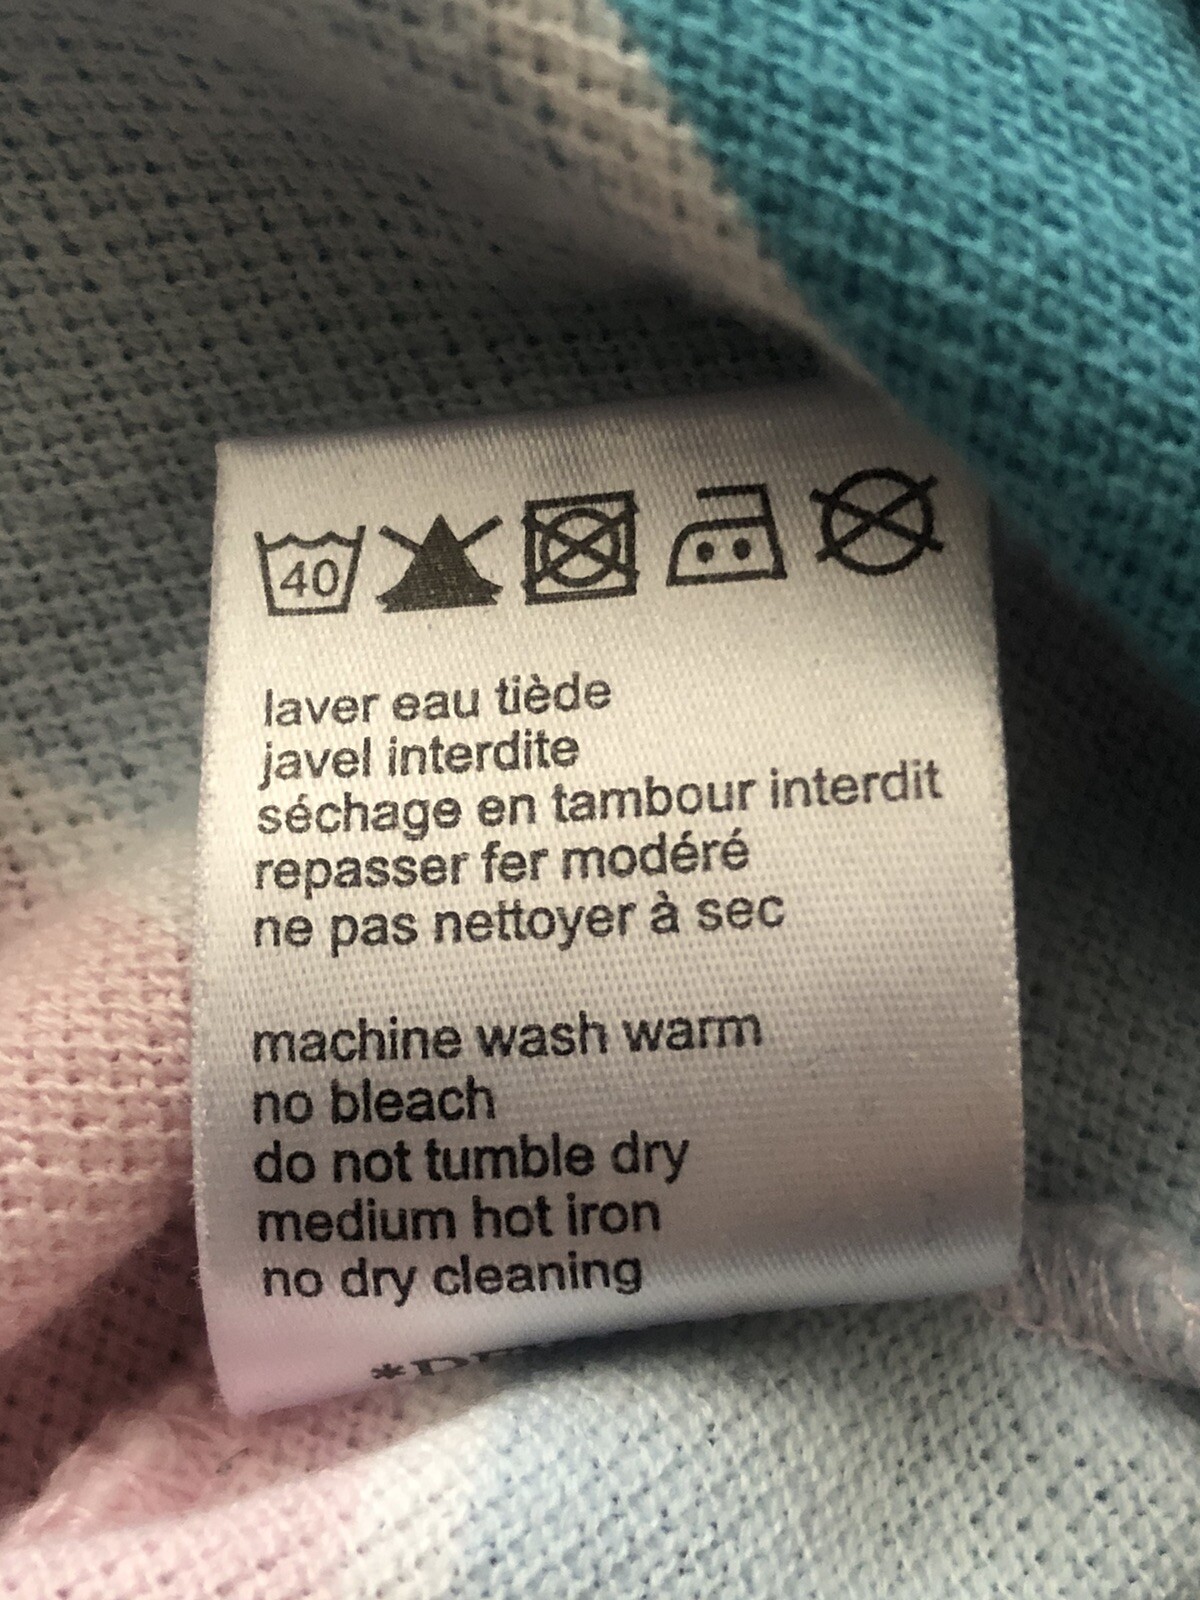 40
laver eau tiède
javel interdite
séchage en tambour interdit
repasser fer modéré
ne pas nettoyer à sec
machine wash warm
no bleach
do not tumble dry
medium hot iron
no dry cleaning